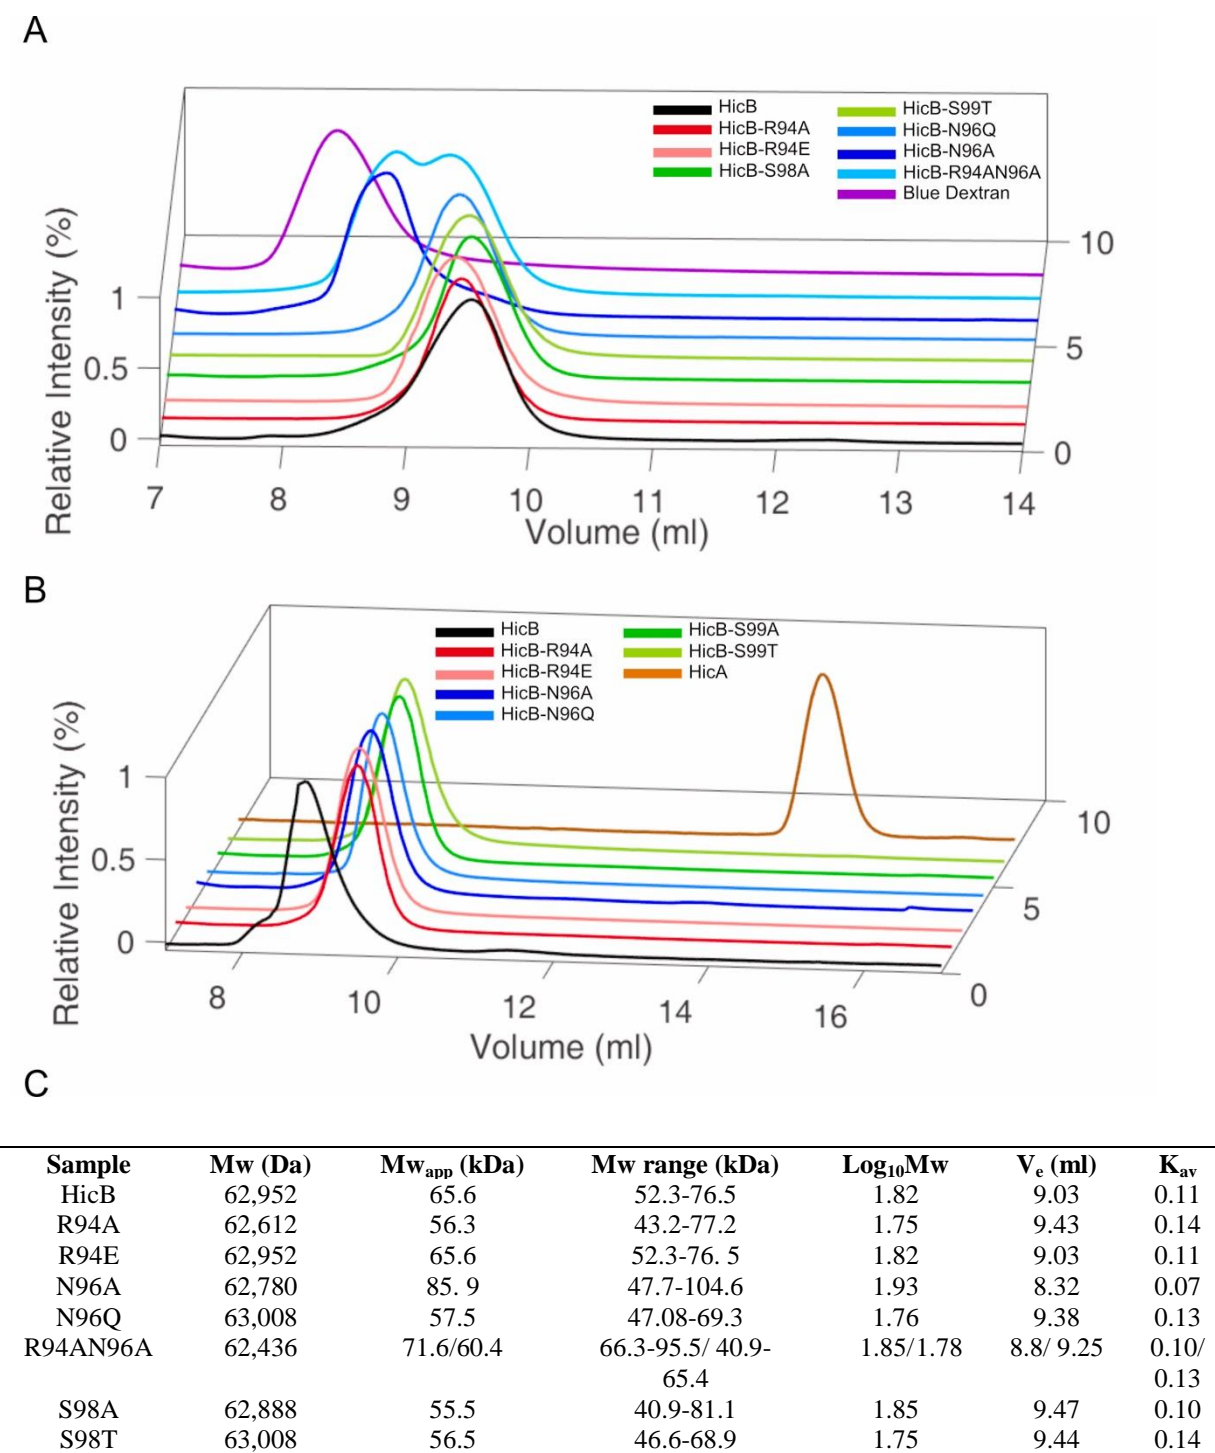 A
HicB
HicB-R94A
HicB-R94E
HicB-S98A
HicB-S99T
HicB-N96Q
HicB-N96A
HicB-R94AN96A
Blue Dextran
Relative Intensity (%)
1
0.5
0
10
5
0
7 8 9 10 11 12 13 14
Volume (ml)
B
HicB
HicB-R94A
HicB-R94E
HicB-N96A
HicB-N96Q
HicB-S99A
HicB-S99T
HicA
Relative Intensity (%)
1
0.5
0
10
5
0
8 10 12 14 16
Volume (ml)
C
Sample Mw (Da) Mwapp (kDa) Mw range (kDa) Log10Mw Ve (ml) Kav
HicB 62,952 65.6 52.3-76.5 1.82 9.03 0.11
R94A 62,612 56.3 43.2-77.2 1.75 9.43 0.14
R94E 62,952 65.6 52.3-76. 5 1.82 9.03 0.11
N96A 62,780 85. 9 47.7-104.6 1.93 8.32 0.07
N96Q 63,008 57.5 47.08-69.3 1.76 9.38 0.13
R94AN96A 62,436 71.6/60.4 66.3-95.5/ 40.9- 1.85/1.78 8.8/ 9.25 0.10/
65.4 0.13
S98A 62,888 55.5 40.9-81.1 1.85 9.47 0.10
S98T 63,008 56.5 46.6-68.9 1.75 9.44 0.14